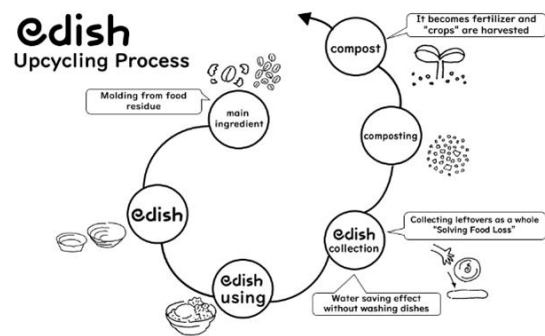 edish
Upcycling Process
Molding from food
residue
main
ingredient
edish
edish
using
Water saving effect
without washing dishes
edish
collection
Collecting leftovers as a whole
"Solving Food Loss"
composting
compost
It becomes fertilizer and
"crops" are harvested